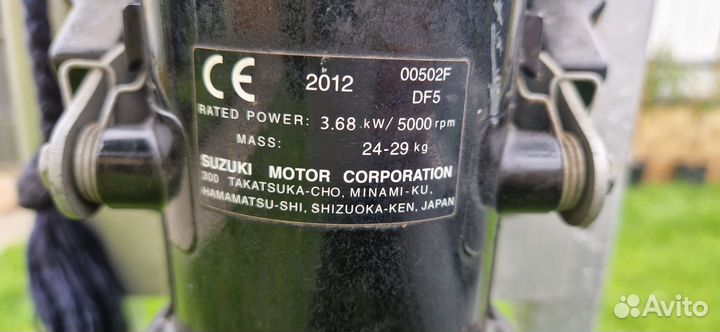 CE 2012 00502F
DF5
RATED POWER: 3.68 kW/ 5000 rpm
MASS: 24-29 kg
SUZUKI MOTOR CORPORATION
300 TAKATSUKA-CHO, MINAMI-KU,
HAMAMATSU-SHI, SHIZUOKA-KEN, JAPAN
Avito